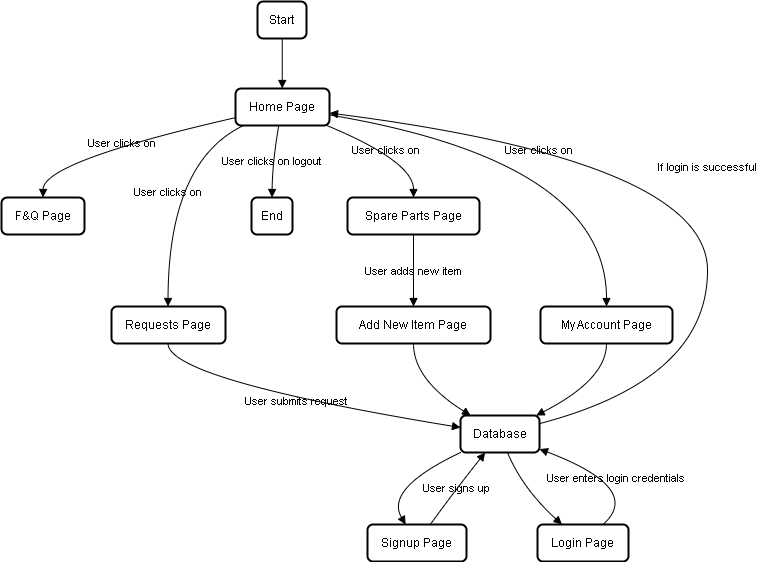 Start
Home Page
User clicks on
User clicks on logout
User clicks on
User clicks on
If login is successful
User clicks on
F&Q Page
End
Spare Parts Page
User adds new item
Requests Page
Add New Item Page
MyAccount Page
User submits request
Database
User signs up
User enters login credentials
Signup Page
Login Page